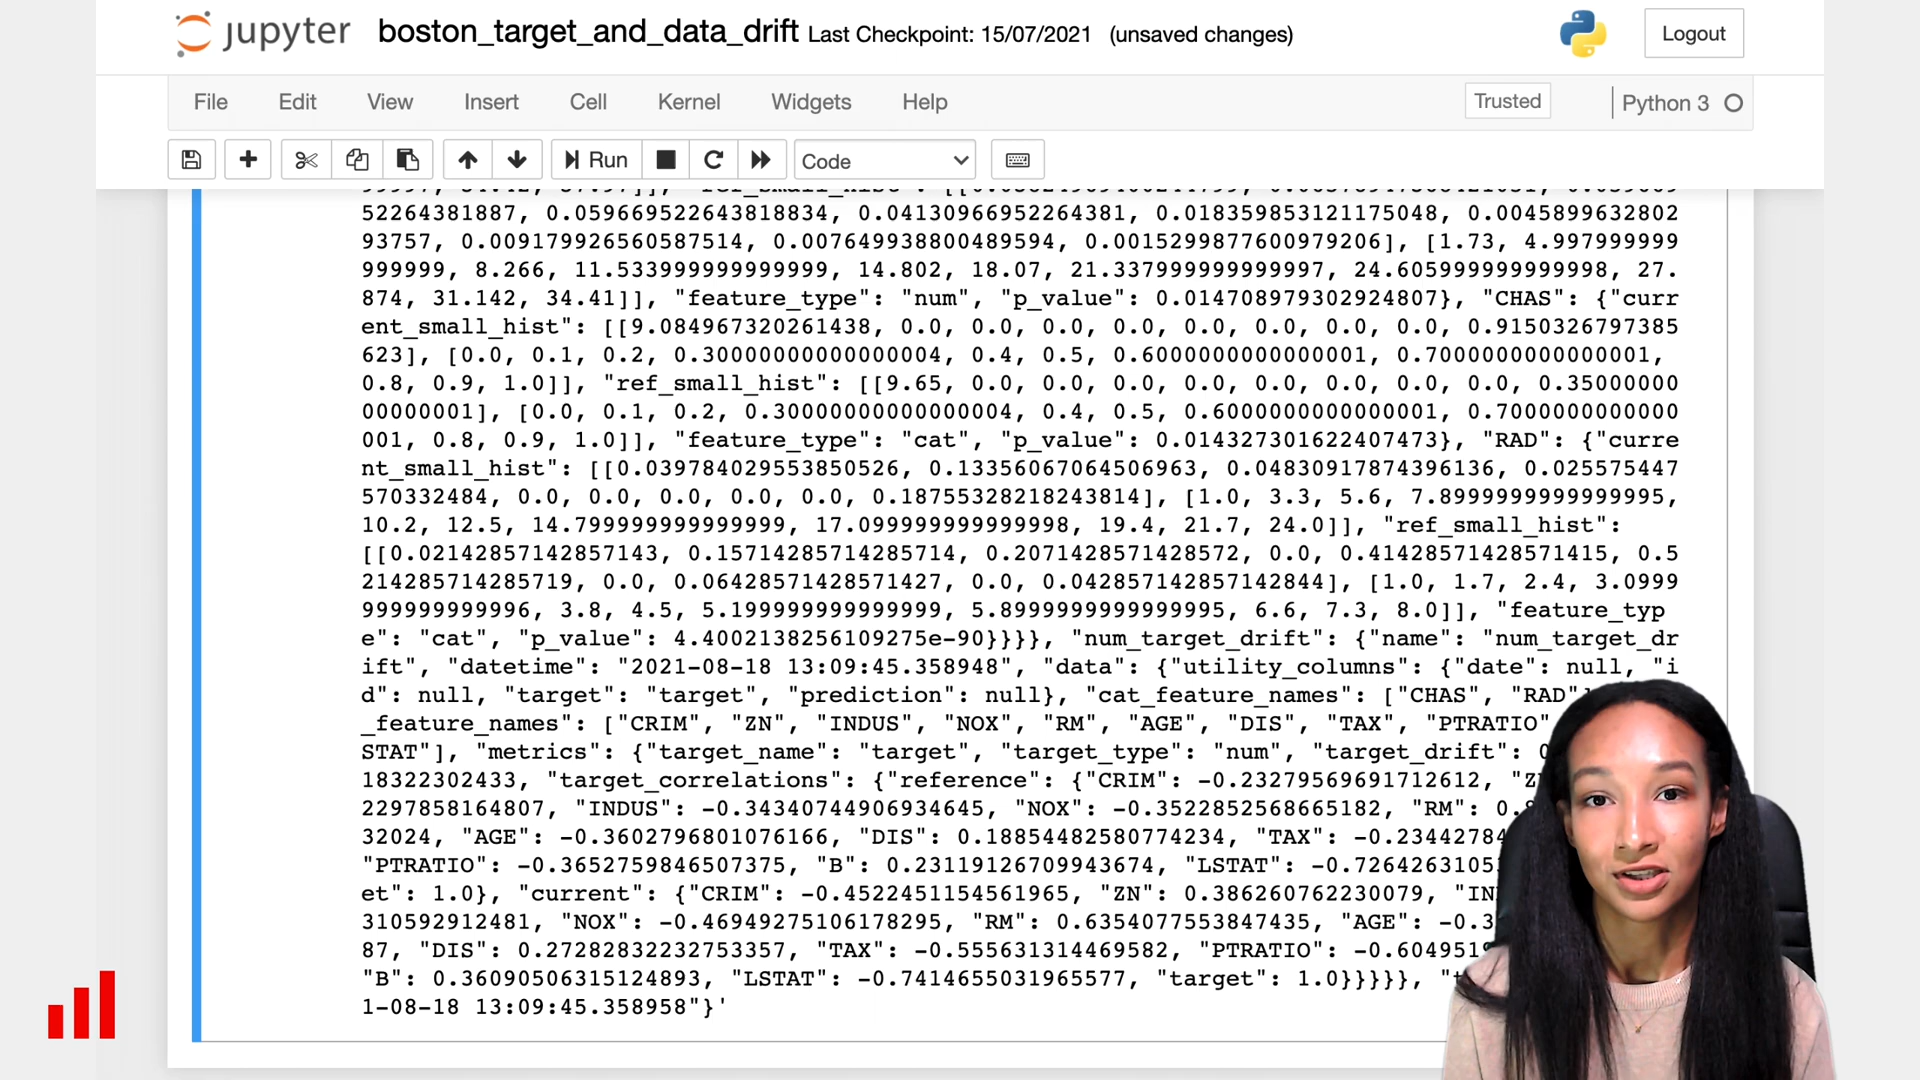 jupyter boston_target_and_data_drift Last Checkpoint: 15/07/2021 (unsaved changes) Logout
File Edit View Insert Cell Kernel Widgets Help Trusted Python 3
Run Code
52264381887, 0.059669522643818834, 0.04130966952264381, 0.018359853121175048, 0.0045899632802
93757, 0.009179926560587514, 0.007649938800489594, 0.0015299877600979206], [1.73, 4.997999999
999999, 8.266, 11.533999999999999, 14.802, 18.07, 21.337999999999997, 24.605999999999998, 27.
874, 31.142, 34.41]], "feature_type": "num", "p_value": 0.014708979302924807}, "CHAS": {"curr
ent_small_hist": [[9.084967320261438, 0.0, 0.0, 0.0, 0.0, 0.0, 0.0, 0.0, 0.0, 0.9150326797385
623], [0.0, 0.1, 0.2, 0.30000000000000004, 0.4, 0.5, 0.6000000000000001, 0.7000000000000001,
0.8, 0.9, 1.0]], "ref_small_hist": [[9.65, 0.0, 0.0, 0.0, 0.0, 0.0, 0.0, 0.0, 0.0, 0.35000000
000000001], [0.0, 0.1, 0.2, 0.30000000000000004, 0.4, 0.5, 0.6000000000000001, 0.7000000000000
001, 0.8, 0.9, 1.0]], "feature_type": "cat", "p_value": 0.014327301622407473}, "RAD": {"curre
nt_small_hist": [[0.039784029553850526, 0.13356067064506963, 0.04830917874396136, 0.025575447
570332484, 0.0, 0.0, 0.0, 0.0, 0.0, 0.18755328218243814], [1.0, 3.3, 5.6, 7.8999999999999995,
10.2, 12.5, 14.799999999999999, 17.099999999999998, 19.4, 21.7, 24.0]], "ref_small_hist":
[[0.02142857142857143, 0.15714285714285714, 0.2071428571428572, 0.0, 0.41428571428571415, 0.5
214285714285719, 0.0, 0.06428571428571427, 0.0, 0.042857142857142844], [1.0, 1.7, 2.4, 3.0999
999999999996, 3.8, 4.5, 5.199999999999999, 5.8999999999999995, 6.6, 7.3, 8.0]], "feature_typ
e": "cat", "p_value": 4.4002138256109275e-90}}}}, "num_target_drift": {"name": "num_target_dr
ift", "datetime": "2021-08-18 13:09:45.358948", "data": {"utility_columns": {"date": null, "i
d": null, "target": "target", "prediction": null}, "cat_feature_names": ["CHAS", "RAD"
_feature_names": ["CRIM", "ZN", "INDUS", "NOX", "RM", "AGE", "DIS", "TAX", "PTRATIO"
STAT"], "metrics": {"target_name": "target", "target_type": "num", "target_drift":
18322302433, "target_correlations": {"reference": {"CRIM": -0.23279569691712612,
2297858164807, "INDUS": -0.34340744906934645, "NOX": -0.3522852568665182, "RM":
32024, "AGE": -0.3602796801076166, "DIS": 0.18854482580774234, "TAX": -0.2344278
"PTRATIO": -0.3652759846507375, "B": 0.23119126709943674, "LSTAT": -0.72642631
et": 1.0}, "current": {"CRIM": -0.4522451154561965, "ZN": 0.386260762230079,
310592912481, "NOX": -0.46949275106178295, "RM": 0.6354077553847435, "AGE": -0.3
87, "DIS": 0.27282832232753357, "TAX": -0.555631314469582, "PTRATIO": -0.60495
"B": 0.36090506315124893, "LSTAT": -0.7414655031965577, "target": 1.0}}}}},
1-08-18 13:09:45.358958"}'